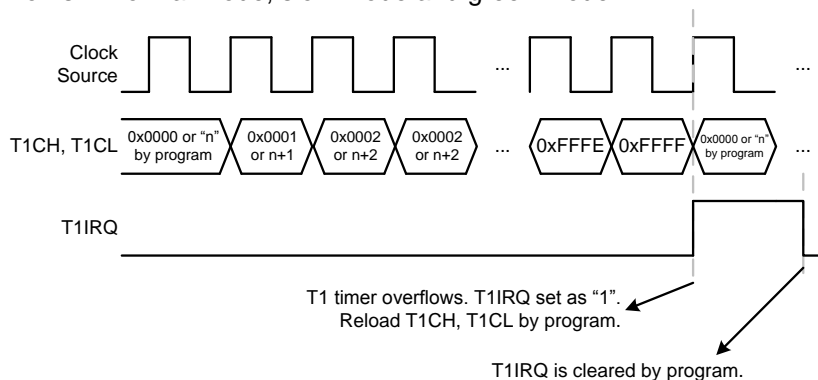 Clock
Source
...
...
T1CH, T1CL
0x0000 or "n"
by program
0x0001
or n+1
0x0002
or n+2
0x0002
or n+2
...
0xFFFE
0xFFFF
0x0000 or "n"
by program
...
T1IRQ
T1 timer overflows. T1IRQ set as "1".
Reload T1CH, T1CL by program.
T1IRQ is cleared by program.